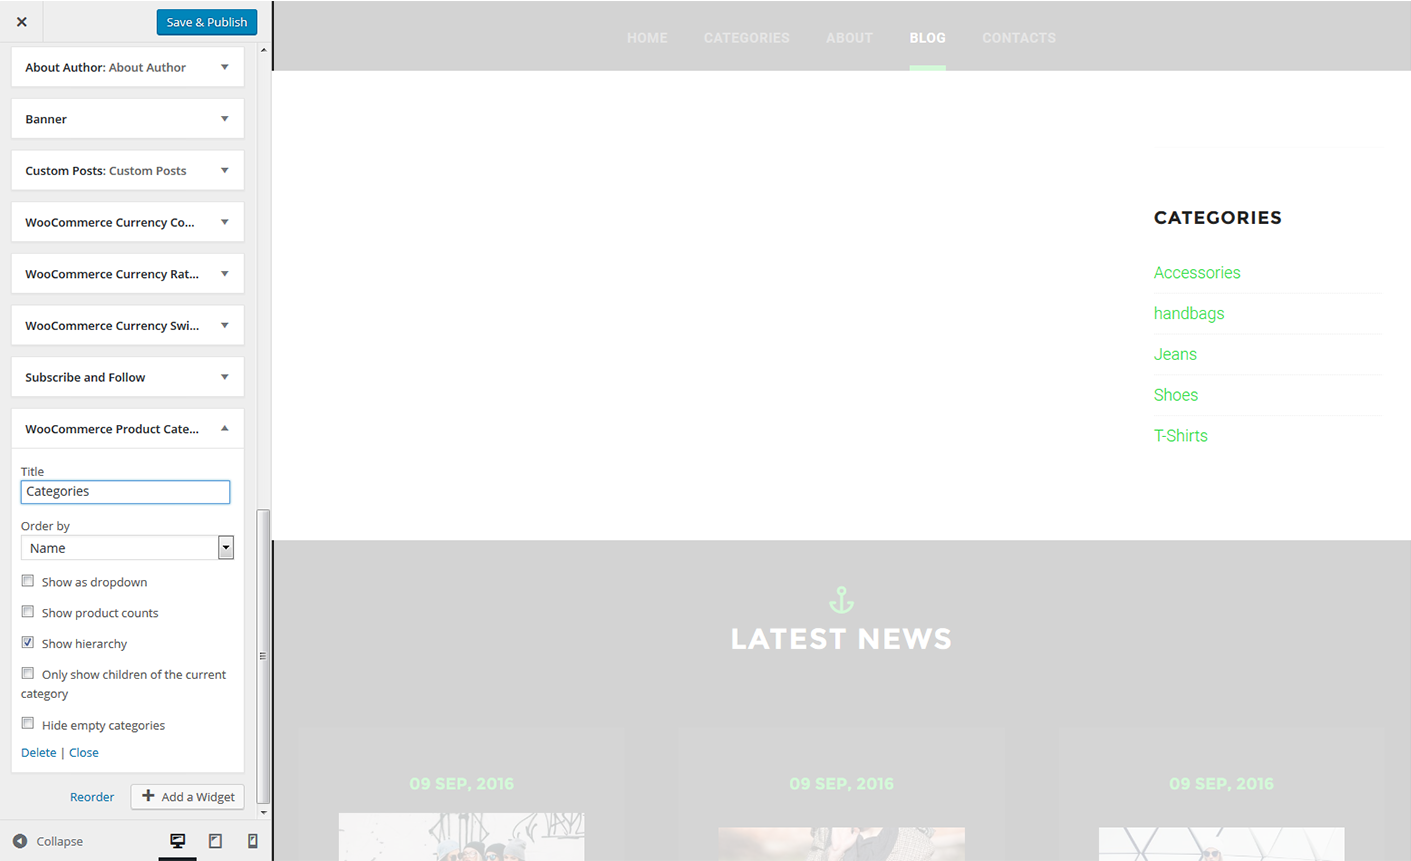 Save & Publish
About Author: About Author
Banner
Custom Posts: Custom Posts
WooCommerce Currency Co...
WooCommerce Currency Rat...
WooCommerce Currency Swi...
Subscribe and Follow
WooCommerce Product Cate...
Title
Categories
Order by
Name
Show as dropdown
Show product counts
Show hierarchy
Only show children of the current
category
Hide empty categories
Delete | Close
Reorder
Add a Widget
Collapse
HOME CATEGORIES ABOUT BLOG CONTACTS
CATEGORIES
Accessories
handbags
Jeans
Shoes
T-Shirts
LATEST NEWS
09 SEP, 2016
09 SEP, 2016
09 SEP, 2016